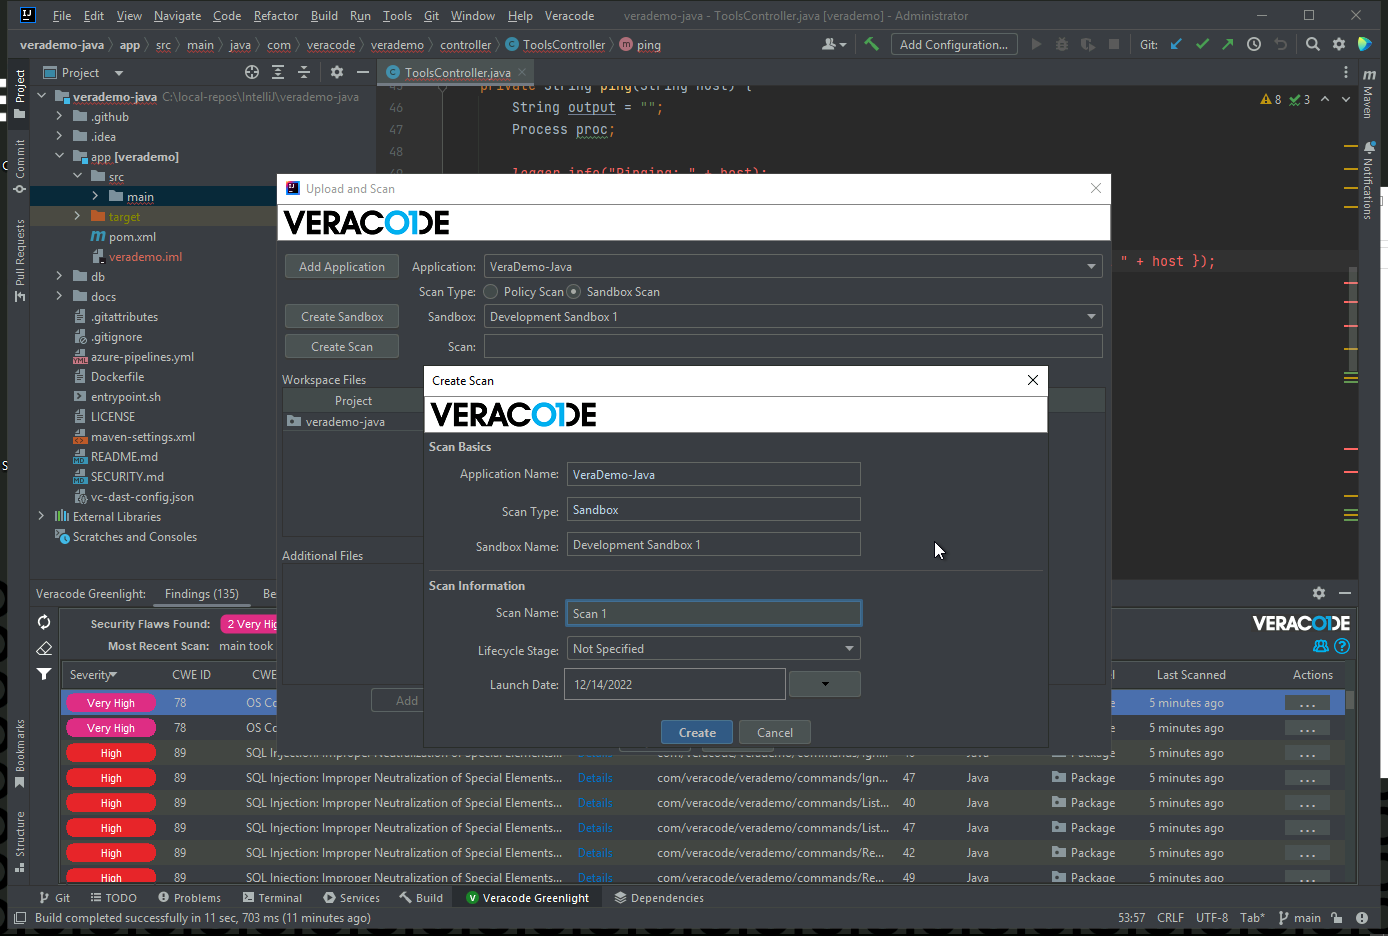 File Edit View Navigate Code Refactor Build Run Tools Git Window Help Veracode verademo-java - ToolsController.java [verademo] - Administrator
verademo-java app src main java com veracode verademo controller ToolsController ping Add Configuration... Git:
Project ToolsController.java
verademo-java C:\local-repos\IntelliJ\verademo-java
.github
.idea
app [verademo]
src
main
target
pom.xml
verademo.iml
db
docs
.gitattributes
.gitignore
azure-pipelines.yml
Dockerfile
entrypoint.sh
LICENSE
maven-settings.xml
README.md
SECURITY.md
vc-dast-config.json
External Libraries
Scratches and Consoles
Project
Commit
Pull Requests
Bookmarks
Structure
Maven
Notifications
private String ping(String host) {
46 String output = "";
47 Process proc;
48
logger.info("Pinging: " + host);
" + host });
8 3
Upload and Scan
VERACODE
Add Application Application: VeraDemo-Java
Scan Type: Policy Scan Sandbox Scan
Create Sandbox Sandbox: Development Sandbox 1
Create Scan Scan:
Workspace Files
Project
verademo-java
Additional Files
Add
Create Scan
VERACODE
Scan Basics
Application Name: VeraDemo-Java
Scan Type: Sandbox
Sandbox Name: Development Sandbox 1
Scan Information
Scan Name: Scan 1
Lifecycle Stage: Not Specified
Launch Date: 12/14/2022
Create Cancel
Veracode Greenlight: Findings (135) Be
Security Flaws Found: 2 Very Hig
VERACODE
Most Recent Scan: main took
Severity CWE ID CWE Last Scanned Actions
Very High 78 OS Co 5 minutes ago ...
Very High 78 OS Co 5 minutes ago ...
High 89 SQL Injection: Improper Neutralization of Special Elements... Details com/veracode/verademo/commands/Ign... 40 Java Package 5 minutes ago ...
High 89 SQL Injection: Improper Neutralization of Special Elements... Details com/veracode/verademo/commands/Ign... 47 Java Package 5 minutes ago ...
High 89 SQL Injection: Improper Neutralization of Special Elements... Details com/veracode/verademo/commands/List... 40 Java Package 5 minutes ago ...
High 89 SQL Injection: Improper Neutralization of Special Elements... Details com/veracode/verademo/commands/List... 47 Java Package 5 minutes ago ...
High 89 SQL Injection: Improper Neutralization of Special Elements... Details com/veracode/verademo/commands/Re... 42 Java Package 5 minutes ago ...
High 89 SQL Injection: Improper Neutralization of Special Elements... Details com/veracode/verademo/commands/Re... 49 Java Package 5 minutes ago ...
Git TODO Problems Terminal Services Build Veracode Greenlight Dependencies
Build completed successfully in 11 sec, 703 ms (11 minutes ago) 53:57 CRLF UTF-8 Tab* main